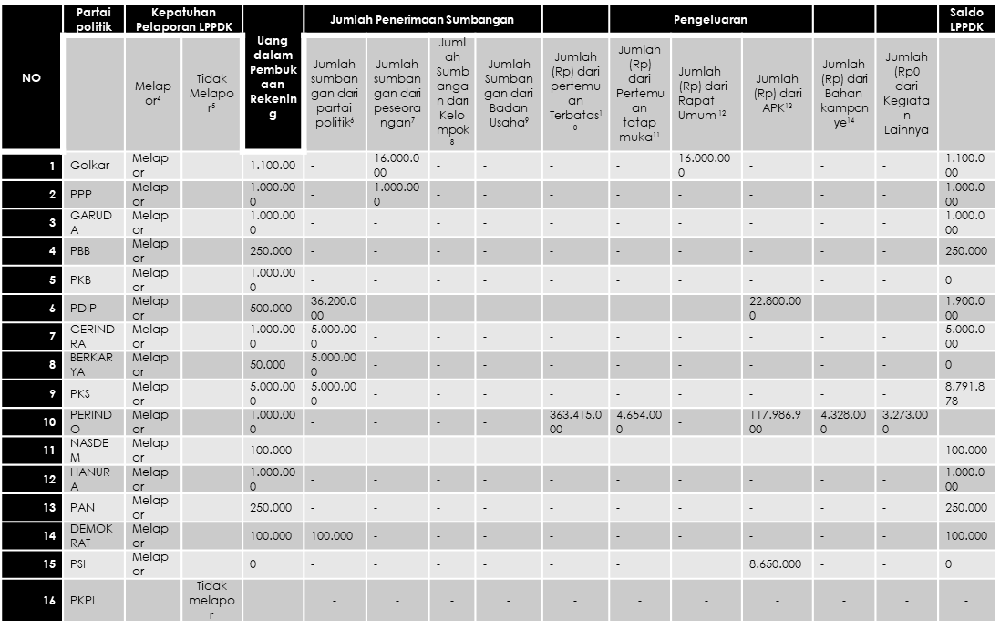 NO Partai politik Kepatuhan Pelaporan LPPDK Uang dalam Pembukaan Rekening Jumlah Penerimaan Sumbangan Pengeluaran Saldo LPPDK
Melapor⁴ Tidak Melapor⁵ Jumlah sumbangan dari partai politik⁶ Jumlah sumbangan dari peseorangan⁷ Jumlah Sumbangan dari Kelompok⁸ Jumlah Sumbangan dari Badan Usaha⁹ Jumlah (Rp) dari pertemuan Terbatas¹⁰ Jumlah (Rp) dari Pertemuan tatap muka¹¹ Jumlah (Rp) dari Rapat Umum ¹² Jumlah (Rp) dari APK¹³ Jumlah (Rp) dari Bahan kampanye¹⁴ Jumlah (Rp0 dari Kegiatan Lainnya
1 Golkar Melapor 1.100.00 - 16.000.000 - - - - 16.000.000 - - - 1.100.000
2 PPP Melapor 1.000.000 - 1.000.000 - - - - - - - - 1.000.000
3 GARUDA Melapor 1.000.000 - - - - - - - - - - 1.000.000
4 PBB Melapor 250.000 - - - - - - - - - - 250.000
5 PKB Melapor 1.000.000 - - - - - - - - - - 0
6 PDIP Melapor 500.000 36.200.000 - - - - - - 22.800.000 - - 1.900.000
7 GERINDRA Melapor 1.000.000 5.000.000 - - - - - - - - - 5.000.000
8 BERKARYA Melapor 50.000 5.000.000 - - - - - - - - - 0
9 PKS Melapor 5.000.000 5.000.000 - - - - - - - - - 8.791.878
10 PERINDO Melapor 1.000.000 - - - - 363.415.000 4.654.000 - 117.986.900 4.328.000 3.273.000
11 NASDEM Melapor 100.000 - - - - - - - - - - 100.000
12 HANURA Melapor 1.000.000 - - - - - - - - - - 1.000.000
13 PAN Melapor 250.000 - - - - - - - - - - 250.000
14 DEMOKRAT Melapor 100.000 100.000 - - - - - - - - - 100.000
15 PSI Melapor 0 - - - - - - 8.650.000 - - 0
16 PKPI Tidak melapor - - - - - - - - - - -